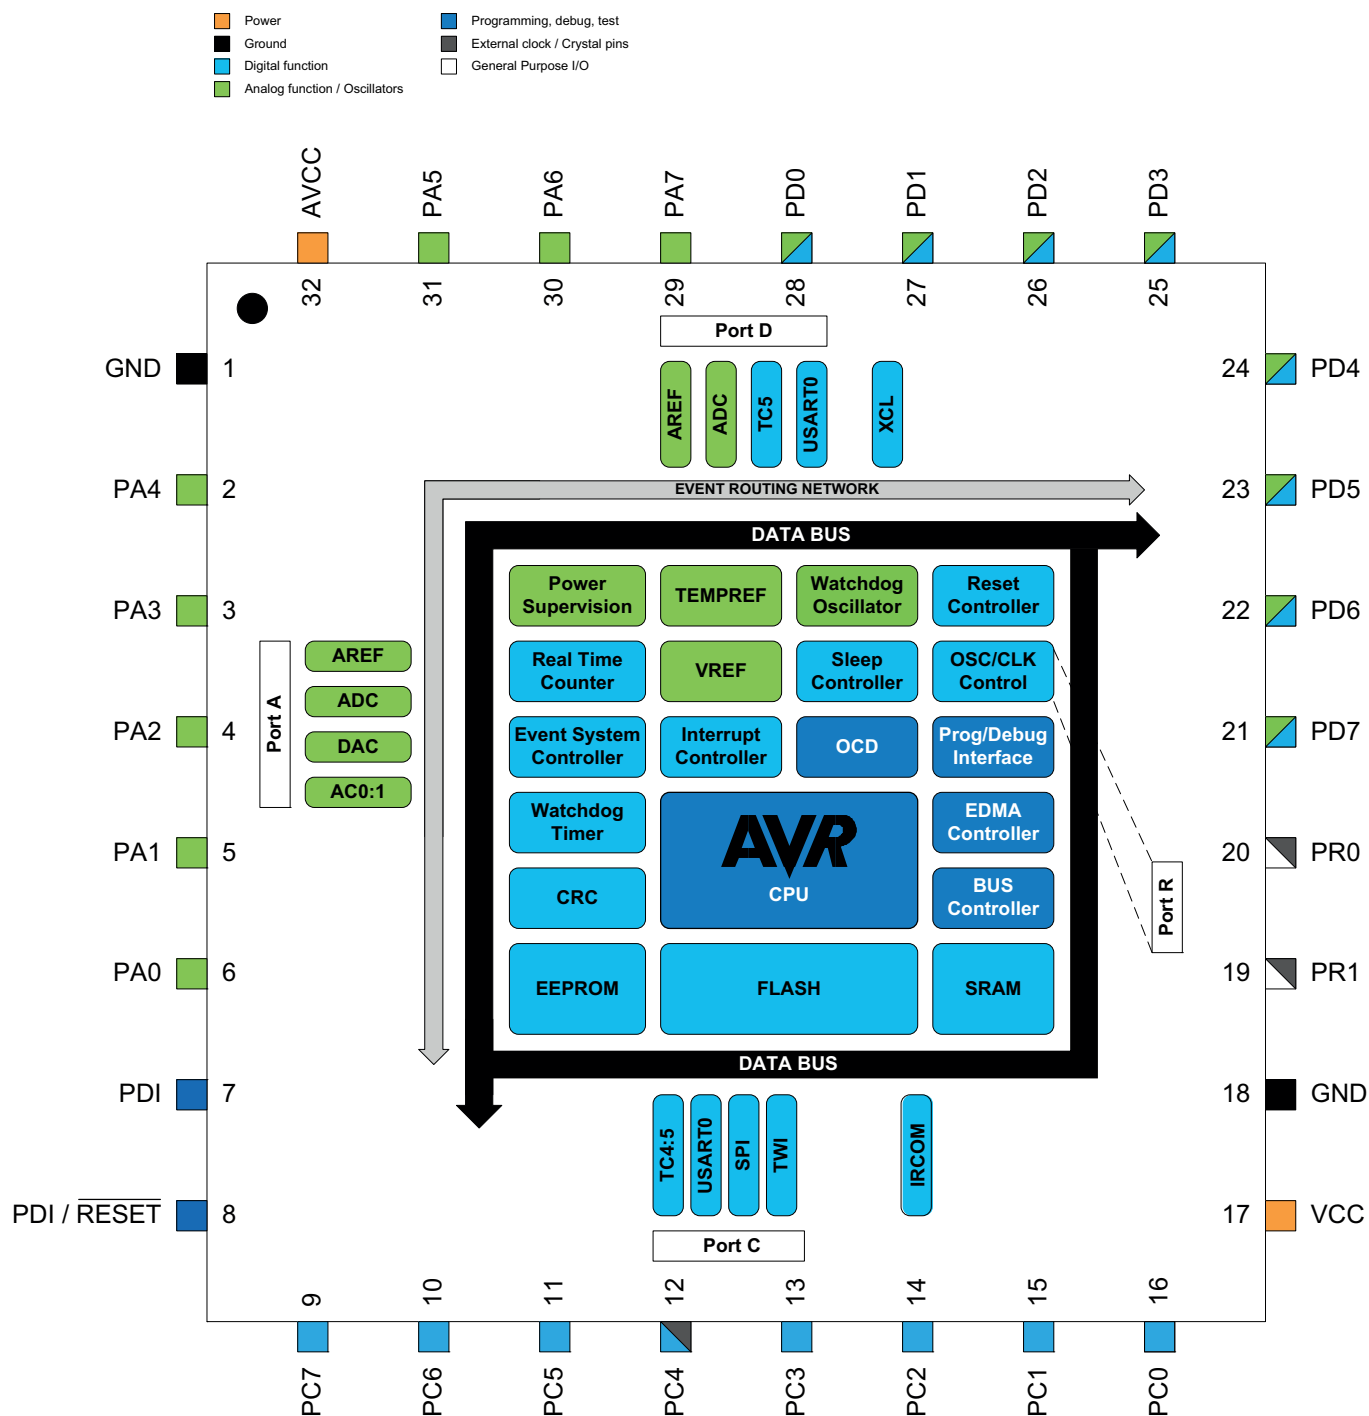 Power
Ground
Digital function
Analog function / Oscillators
Programming, debug, test
External clock / Crystal pins
General Purpose I/O
AVCC
PA5
PA6
PA7
PD0
PD1
PD2
PD3
32
31
30
29
28
27
26
25
GND
1
PA4
2
PA3
3
PA2
4
PA1
5
PA0
6
PDI
7
PDI / RESET
8
24
PD4
23
PD5
22
PD6
21
PD7
20
PR0
19
PR1
18
GND
17
VCC
Port D
AREF
ADC
TC5
USART0
XCL
EVENT ROUTING NETWORK
DATA BUS
Port A
AREF
ADC
DAC
AC0:1
Power
Supervision
TEMPREF
Watchdog
Oscillator
Reset
Controller
Real Time
Counter
VREF
Sleep
Controller
OSC/CLK
Control
Event System
Controller
Interrupt
Controller
OCD
Prog/Debug
Interface
Watchdog
Timer
AVR
CPU
EDMA
Controller
CRC
BUS
Controller
EEPROM
FLASH
SRAM
Port R
DATA BUS
TC4:5
USART0
SPI
TWI
IRCOM
Port C
9
10
11
12
13
14
15
16
PC7
PC6
PC5
PC4
PC3
PC2
PC1
PC0